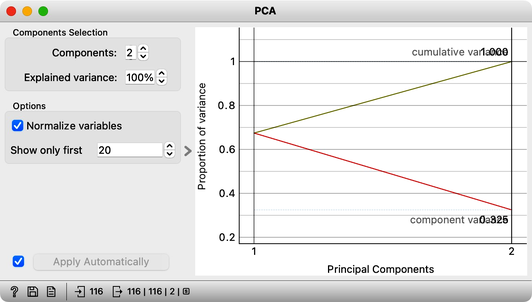 PCA
Components Selection
Components: 2
Explained variance: 100%
Options
Normalize variables
Show only first 20
Apply Automatically
Proportion of variance
1
0.8
0.6
0.4
0.2
cumulative variance
1.000
component variance
0.325
1 2
Principal Components
? 116 116 | 116 | 2 |